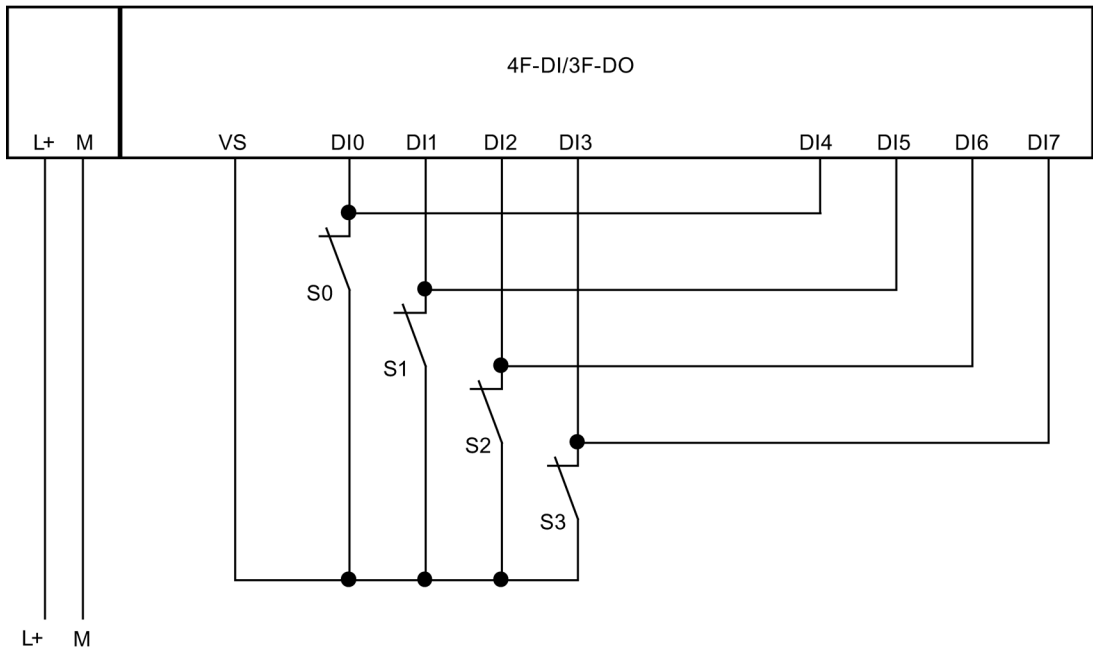 4F-DI/3F-DO
L+ M VS DI0 DI1 DI2 DI3 DI4 DI5 DI6 DI7
S0
S1
S2
S3
L+ M